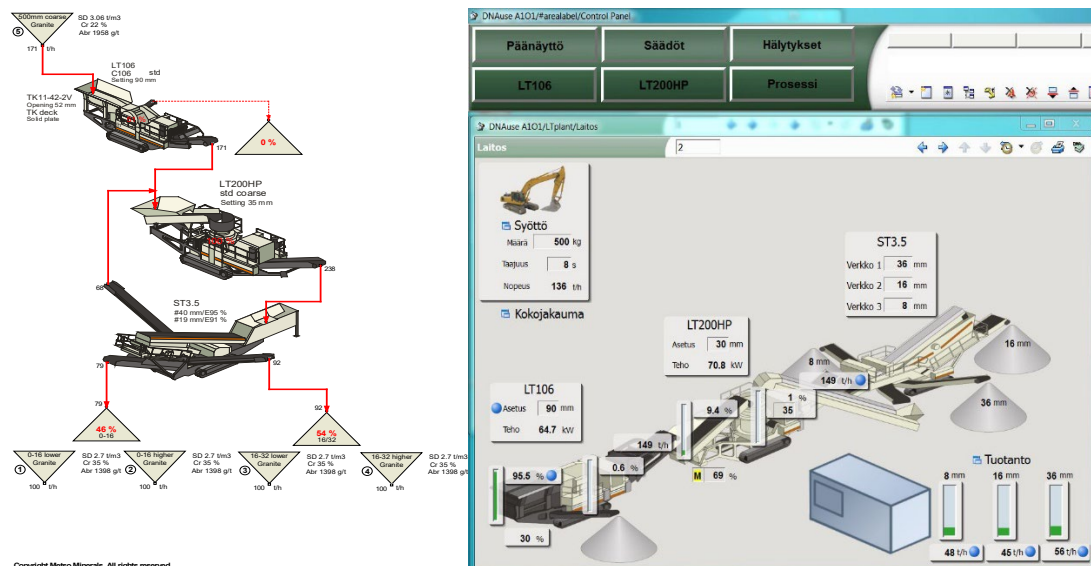 500mm coarse
Granite
5
SD 3.06 t/m3
Cr 22 %
Abr 1958 g/t
171 t/h
LT106
C106 std
Setting 90 mm
TK11-42-2V
Opening 52 mm
TK deck
Solid plate
0 %
171
LT200HP
std coarse
Setting 35 mm
238
68
ST3.5
#40 mm/E95 %
#19 mm/E91 %
79
92
79
92
46 %
0-16
54 %
16/32
1
0-16 lower
Granite
SD 2.7 t/m3
Cr 35 %
Abr 1398 g/t
100 t/h
2
0-16 higher
Granite
SD 2.7 t/m3
Cr 35 %
Abr 1398 g/t
100 t/h
3
16-32 lower
Granite
SD 2.7 t/m3
Cr 35 %
Abr 1398 g/t
100 t/h
4
16-32 higher
Granite
SD 2.7 t/m3
Cr 35 %
Abr 1398 g/t
100 t/h
Copyright Metso Minerals. All rights reserved
DNAuse A1O1/#arealabel/Control Panel
Päänäyttö
Säädöt
Hälytykset
LT106
LT200HP
Prosessi
DNAuse A1O1/LTplant/Laitos
Laitos
2
Syöttö
Määrä 500 kg
Taajuus 8 s
Nopeus 136 t/h
Kokojakauma
ST3.5
Verkko 1 36 mm
Verkko 2 16 mm
Verkko 3 8 mm
LT200HP
Asetus 30 mm
Teho 70.8 kW
LT106
Asetus 90 mm
Teho 64.7 kW
8 mm
16 mm
36 mm
149 t/h
1 %
35
9.4 %
149 t/h
0.6 %
M 69 %
95.5 %
30 %
Tuotanto
8 mm
16 mm
36 mm
48 t/h
45 t/h
56 t/h